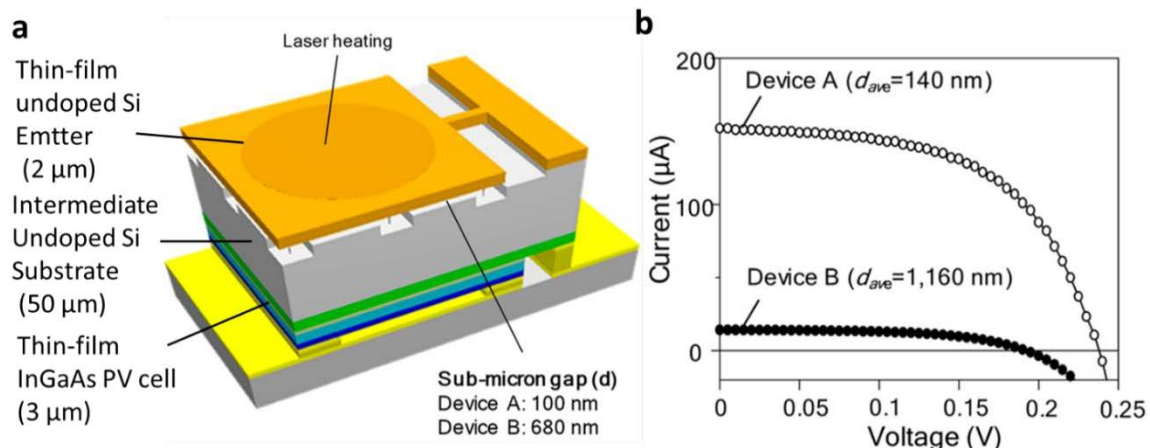 a
Laser heating
Thin-film
undoped Si
Emtter
(2 μm)
Intermediate
Undoped Si
Substrate
(50 μm)
Thin-film
InGaAs PV cell
(3 μm)
Sub-micron gap (d)
Device A: 100 nm
Device B: 680 nm
b
200
100
0
Current (μA)
Device A (dave=140 nm)
Device B (dave=1,160 nm)
0 0.05 0.1 0.15 0.2 0.25
Voltage (V)